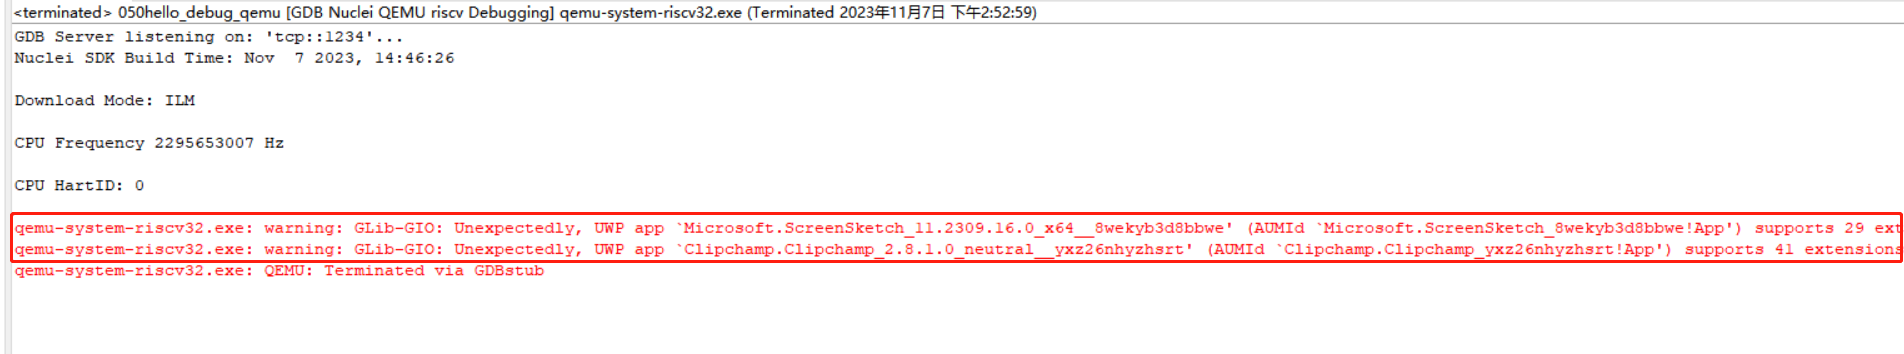 <terminated> 050hello_debug_qemu [GDB Nuclei QEMU riscv Debugging] qemu-system-riscv32.exe (Terminated 2023年11月7日 下午2:52:59)
GDB Server listening on: 'tcp::1234'...
Nuclei SDK Build Time: Nov  7 2023, 14:46:26
Download Mode: ILM
CPU Frequency 2295653007 Hz
CPU HartID: 0
qemu-system-riscv32.exe: warning: GLib-GIO: Unexpectedly, UWP app `Microsoft.ScreenSketch_11.2309.16.0_x64__8wekyb3d8bbwe' (AUMId `Microsoft.ScreenSketch_8wekyb3d8bbwe!App') supports 29 ext
qemu-system-riscv32.exe: warning: GLib-GIO: Unexpectedly, UWP app `Clipchamp.Clipchamp_2.8.1.0_neutral__yxz26nhyzhsrt' (AUMId `Clipchamp.Clipchamp_yxz26nhyzhsrt!App') supports 41 extensions
qemu-system-riscv32.exe: QEMU: Terminated via GDBstub